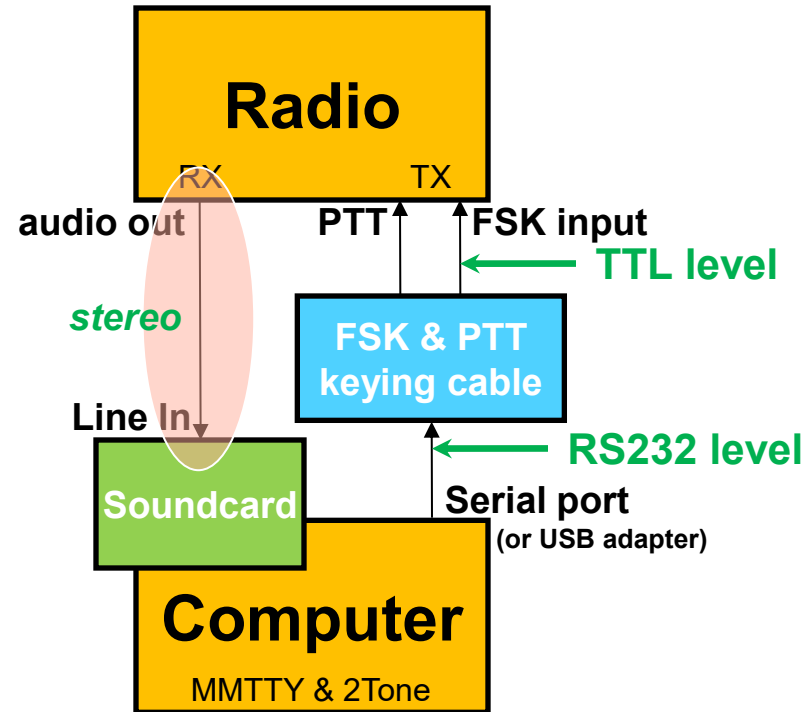 Radio
RX
TX
audio out
PTT
FSK input
TTL level
stereo
FSK & PTT
keying cable
Line In
RS232 level
Soundcard
Serial port
(or USB adapter)
Computer
MMTTY & 2Tone